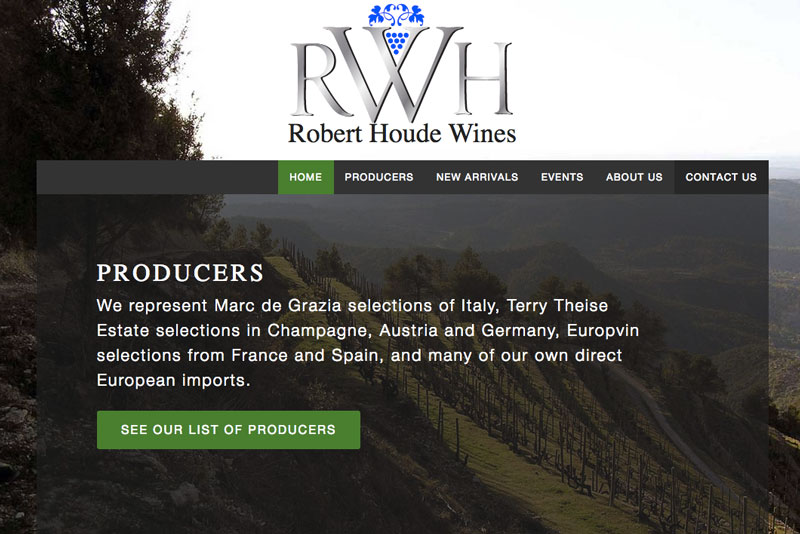 RWH
Robert Houde Wines
HOME PRODUCERS NEW ARRIVALS EVENTS ABOUT US CONTACT US
PRODUCERS
We represent Marc de Grazia selections of Italy, Terry Theise
Estate selections in Champagne, Austria and Germany, Europvin
selections from France and Spain, and many of our own direct
European imports.
SEE OUR LIST OF PRODUCERS